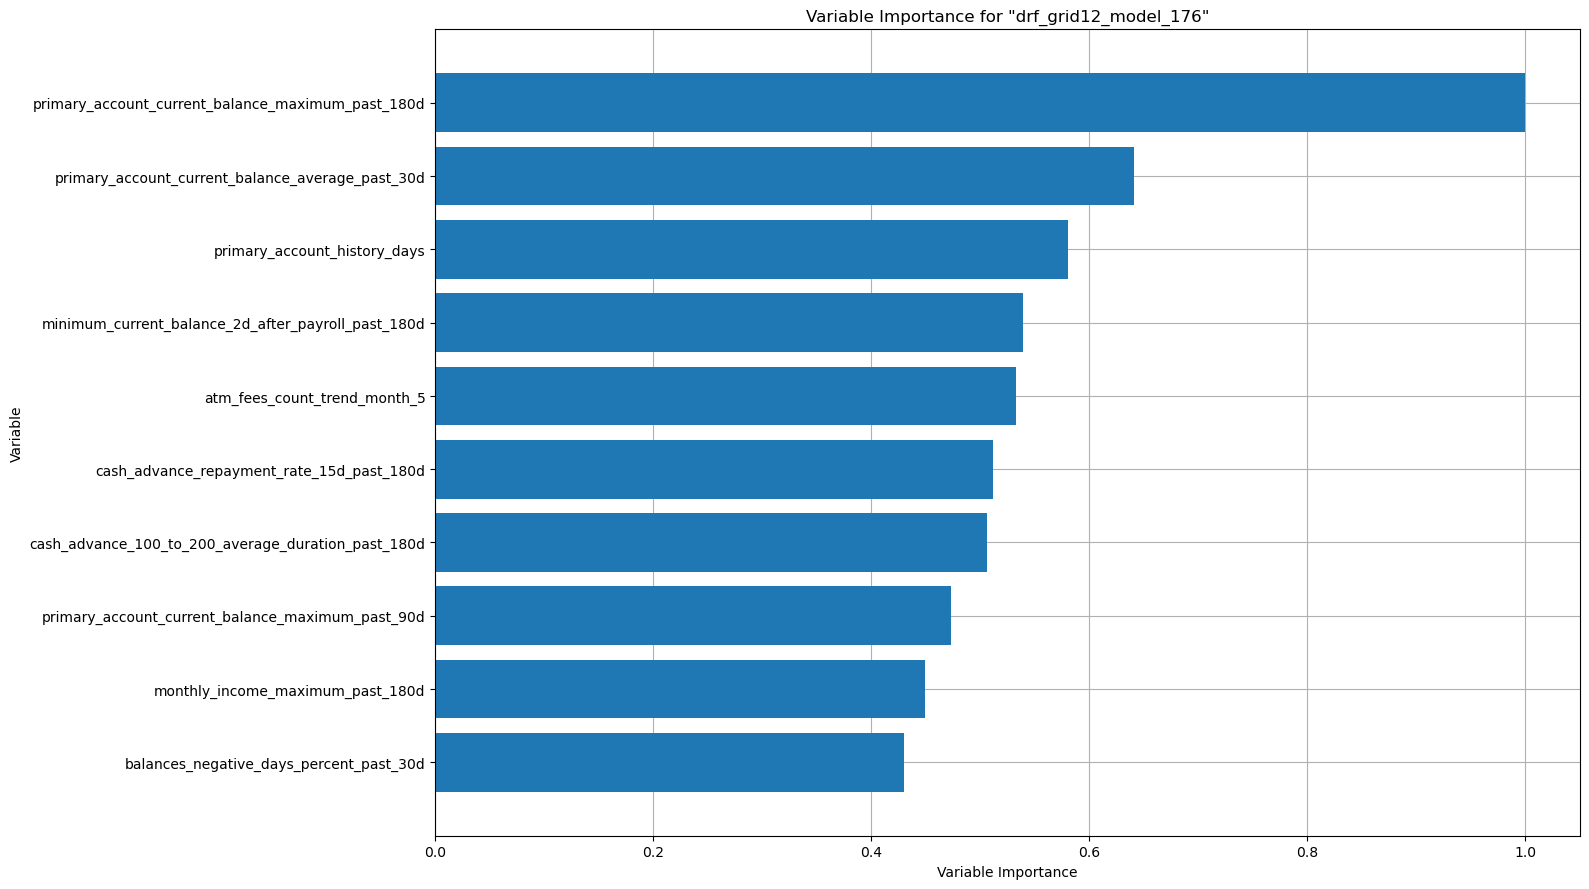 Variable Importance for "drf_grid12_model_176"
Variable
primary_account_current_balance_maximum_past_180d
primary_account_current_balance_average_past_30d
primary_account_history_days
minimum_current_balance_2d_after_payroll_past_180d
atm_fees_count_trend_month_5
cash_advance_repayment_rate_15d_past_180d
cash_advance_100_to_200_average_duration_past_180d
primary_account_current_balance_maximum_past_90d
monthly_income_maximum_past_180d
balances_negative_days_percent_past_30d
0.0 0.2 0.4 0.6 0.8 1.0
Variable Importance